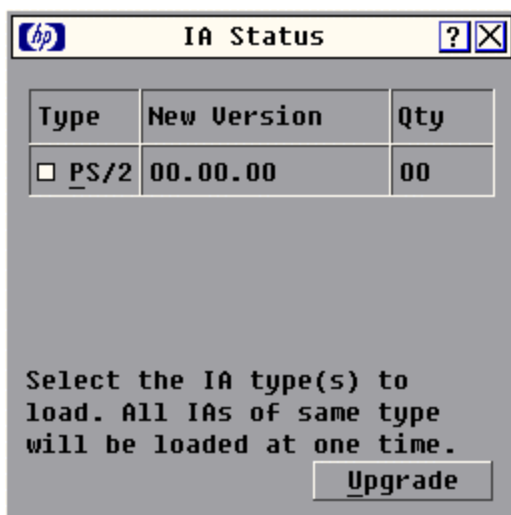 hp IA Status ? X
Type New Version Qty
PS/2 00.00.00 00
Select the IA type(s) to
load. All IAs of same type
will be loaded at one time.
Upgrade